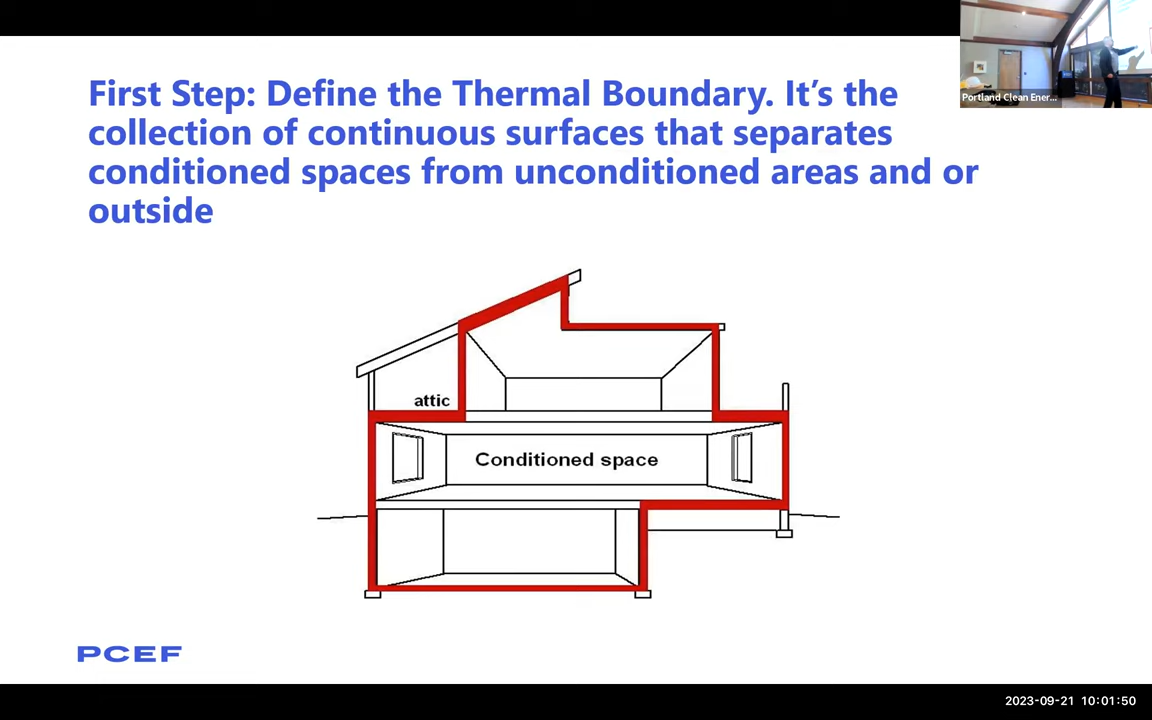 First Step: Define the Thermal Boundary. It’s the
collection of continuous surfaces that separates
conditioned spaces from unconditioned areas and or
outside
Portland Clean Ener...
attic
Conditioned space
PCEF
2023-09-21 10:01:50